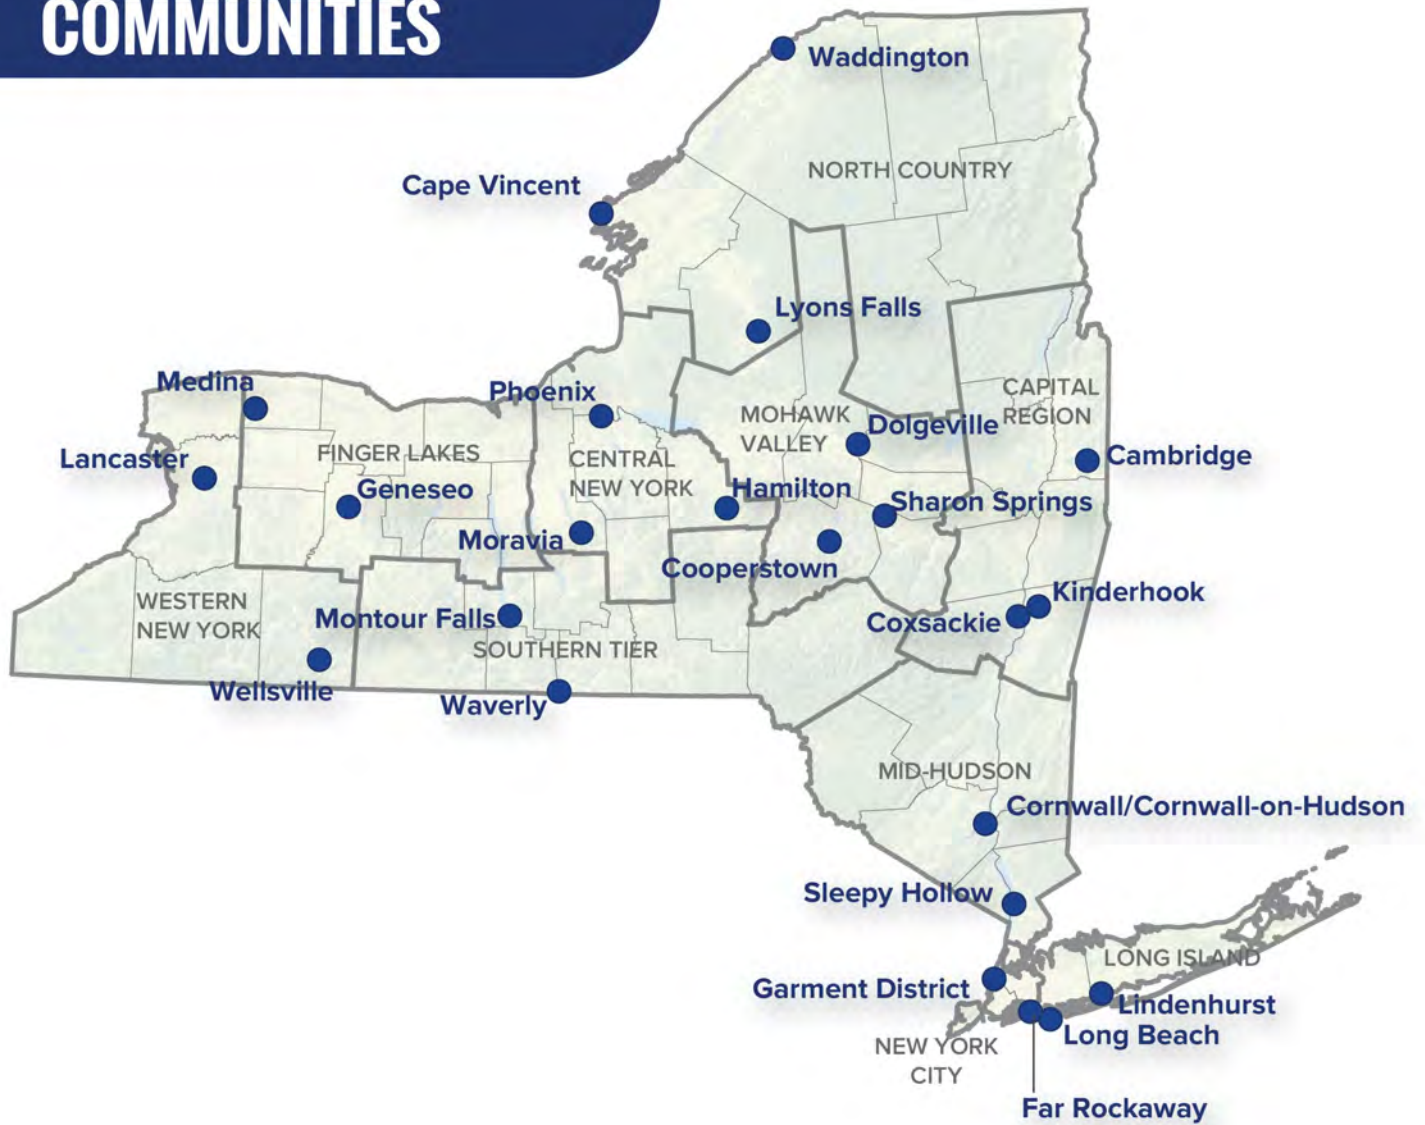 COMMUNITIES
Waddington
NORTH COUNTRY
Cape Vincent
Lyons Falls
Medina
Phoenix
CAPITAL
REGION
MOHAWK
VALLEY
Dolgeville
Lancaster
FINGER LAKES
CENTRAL
NEW YORK
Cambridge
Geneseo
Hamilton
Sharon Springs
Moravia
Cooperstown
WESTERN
NEW YORK
Kinderhook
Montour Falls
Coxsackie
SOUTHERN TIER
Wellsville
Waverly
MID-HUDSON
Cornwall/Cornwall-on-Hudson
Sleepy Hollow
LONG ISLAND
Garment District
Lindenhurst
Long Beach
NEW YORK
CITY
Far Rockaway